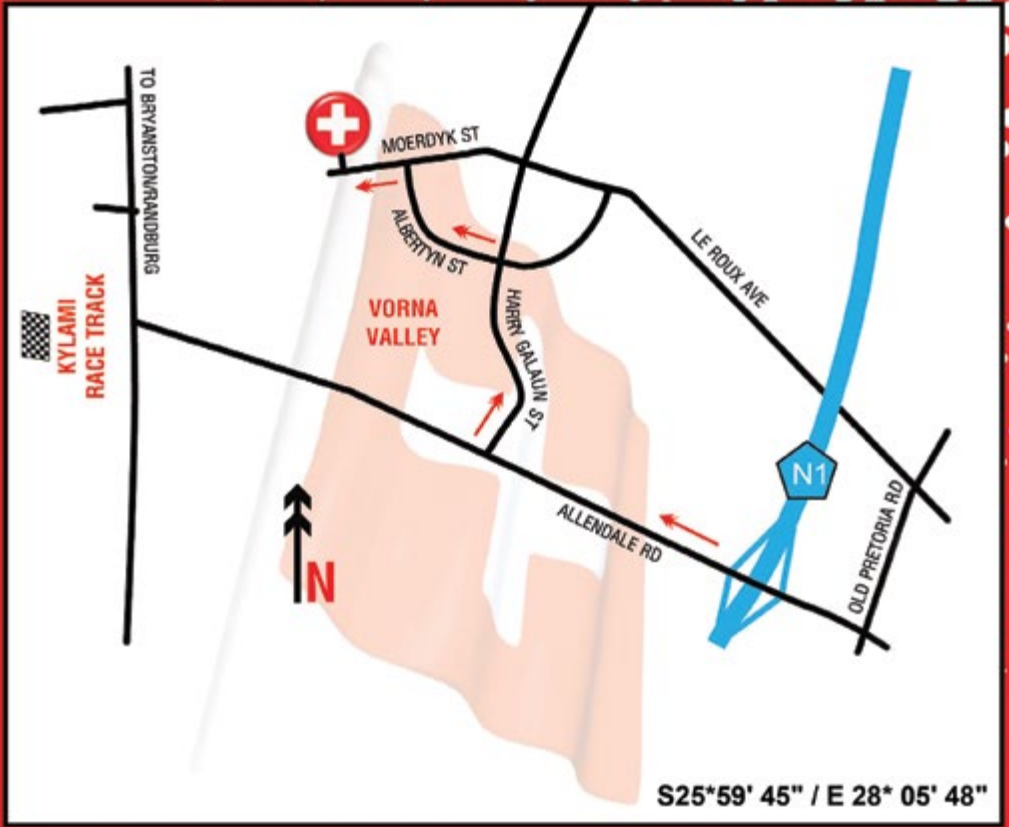 TO BRYANSTON/RANDBURG
MOERDYK ST
ALBERTYN ST
LE ROUX AVE
VORNA
VALLEY
HARRY GALAUN ST
KYLAMI
RACE TRACK
N1
ALLENDALE RD
OLD PRETORIA RD
N
S25*59' 45" / E 28* 05' 48"